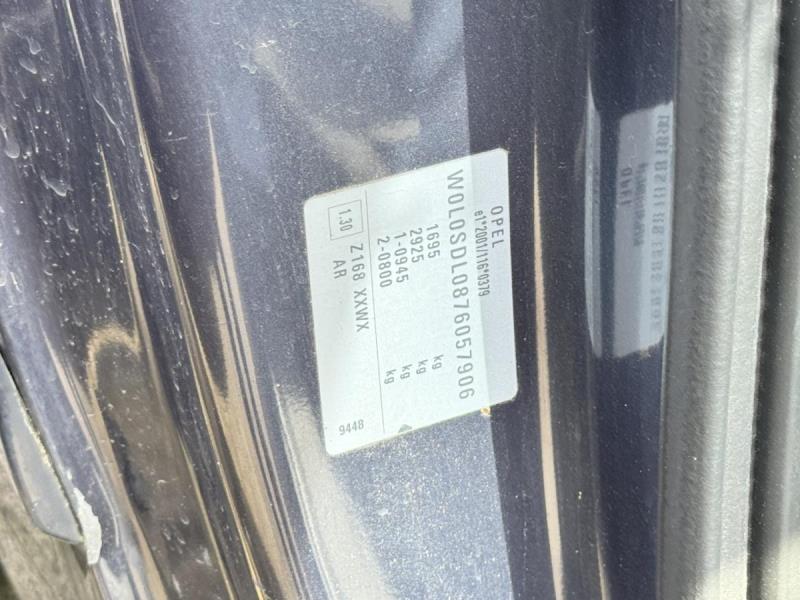 OPEL
e1*2001/116*0379
W0L0SDL0876057906
1695 kg
2925 kg
1-0945 kg
2-0800 kg
1.30 Z168 XXWX
AR
9448